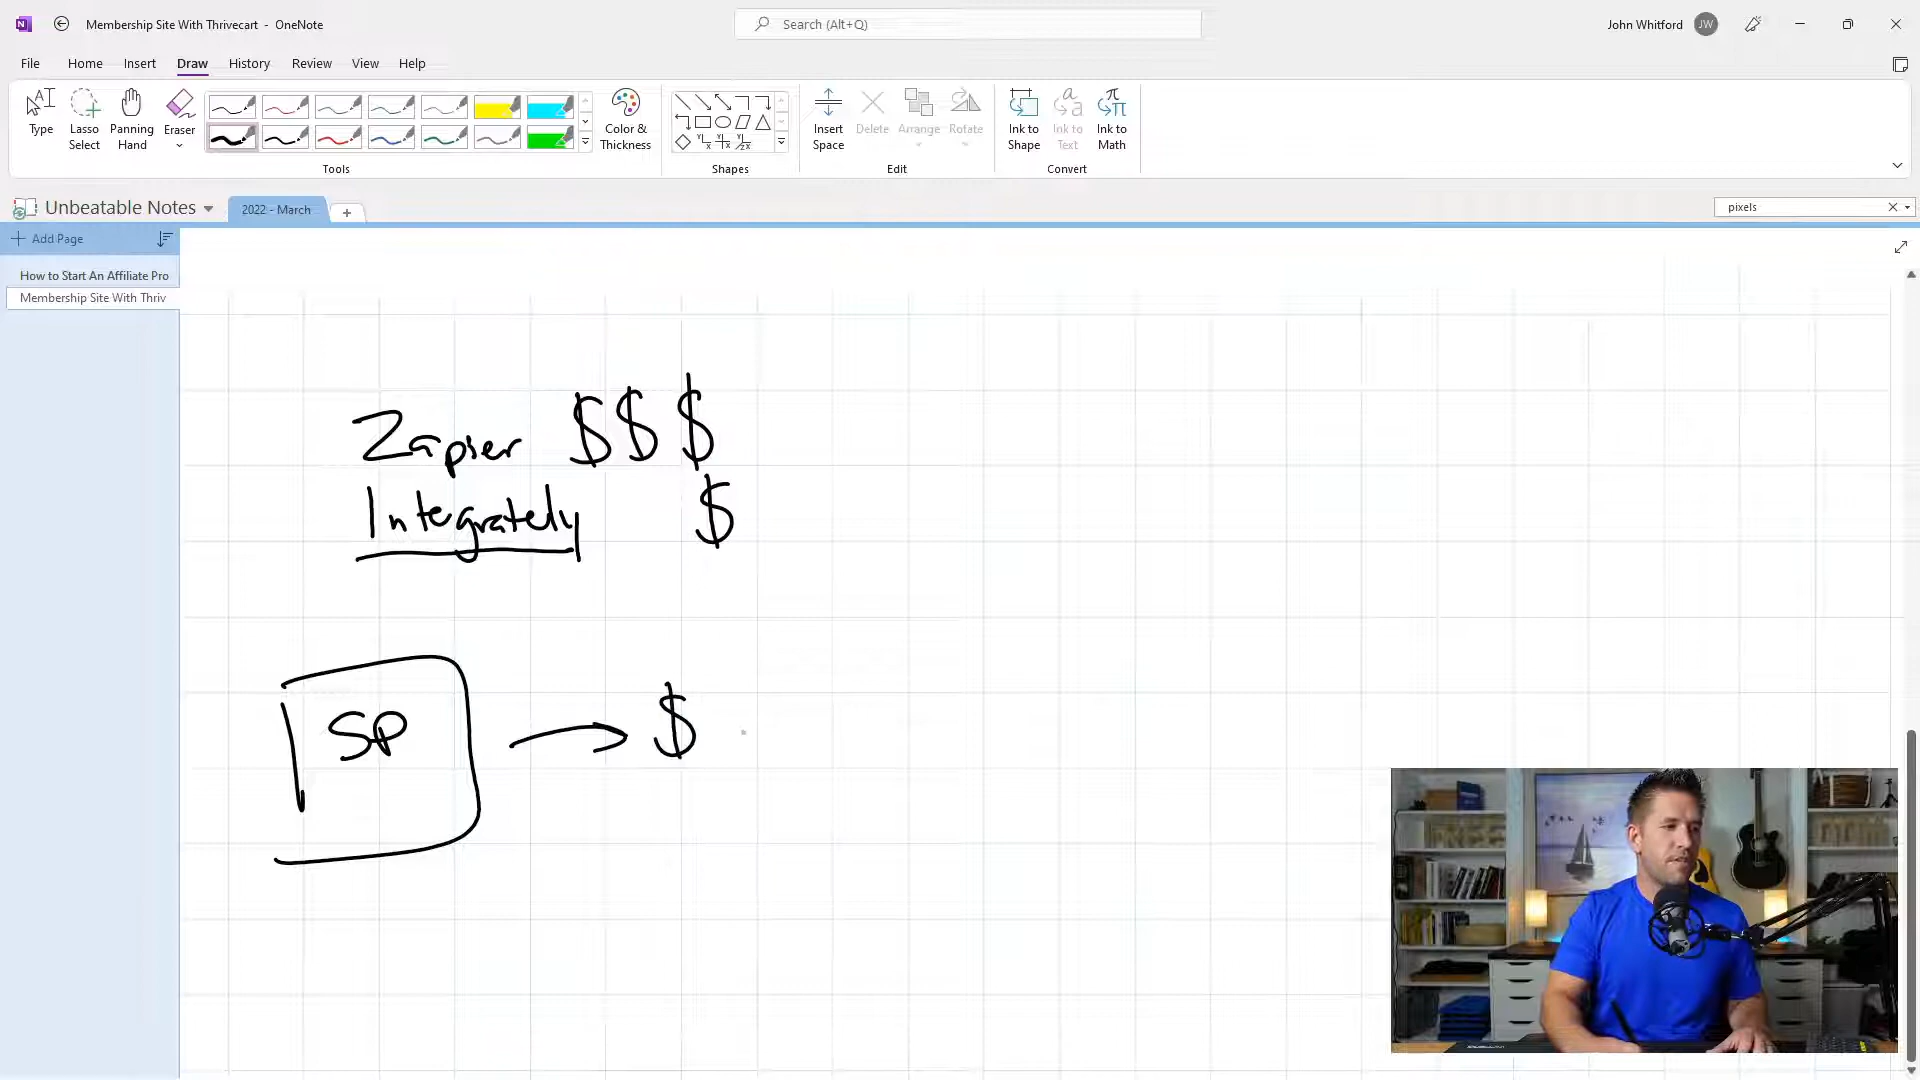 Membership Site With Thrivecart - OneNote
Search (Alt+Q)
John Whitford
JW
File Home Insert Draw History Review View Help
Type
Lasso Select
Panning Hand
Eraser
Color & Thickness
Insert Space
Delete
Arrange
Rotate
Ink to Shape
Ink to Text
Ink to Math
Tools Shapes Edit Convert
Unbeatable Notes
2022 - March
pixels
Add Page
How to Start An Affiliate Pro
Membership Site With Thriv
Zapier $$$
Integrately $
SP $